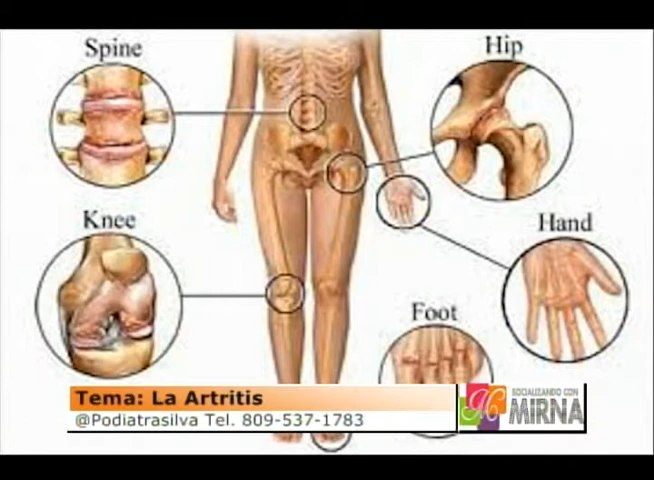 Spine
Hip
Knee
Hand
Foot
Tema: La Artritis
@Podiatrasilva Tel. 809-537-1783
SOCIALIZANDO CON
MIRNA